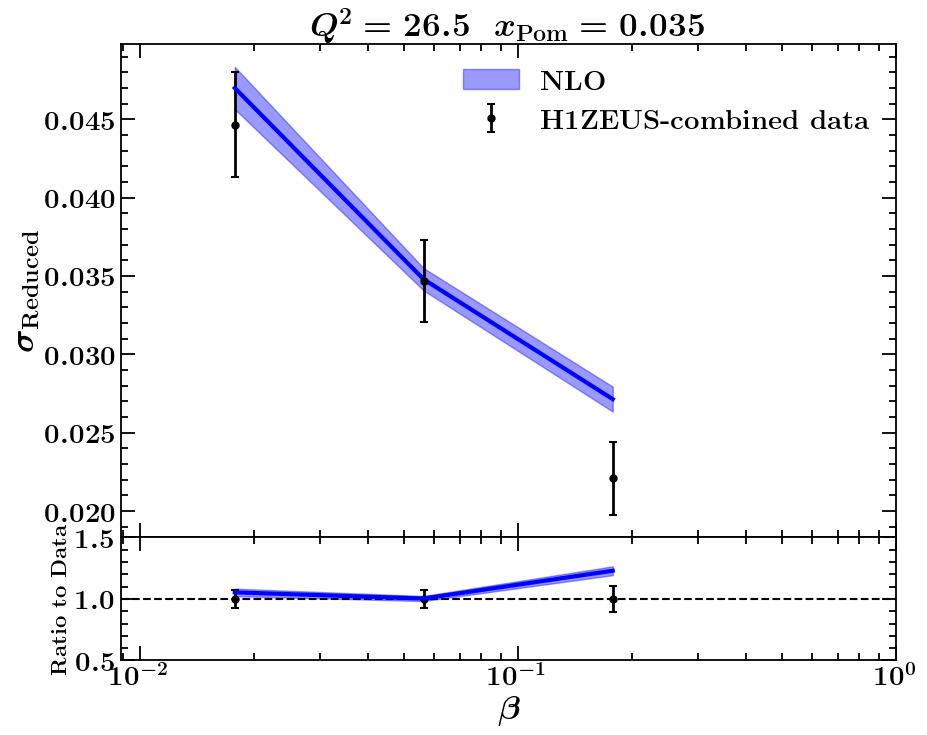 Q² = 26.5 x_Pom = 0.035
NLO
H1ZEUS-combined data
σ_Reduced
0.045
0.040
0.035
0.030
0.025
0.020
Ratio to Data
1.5
1.0
0.5
10⁻² 10⁻¹ 10⁰
β